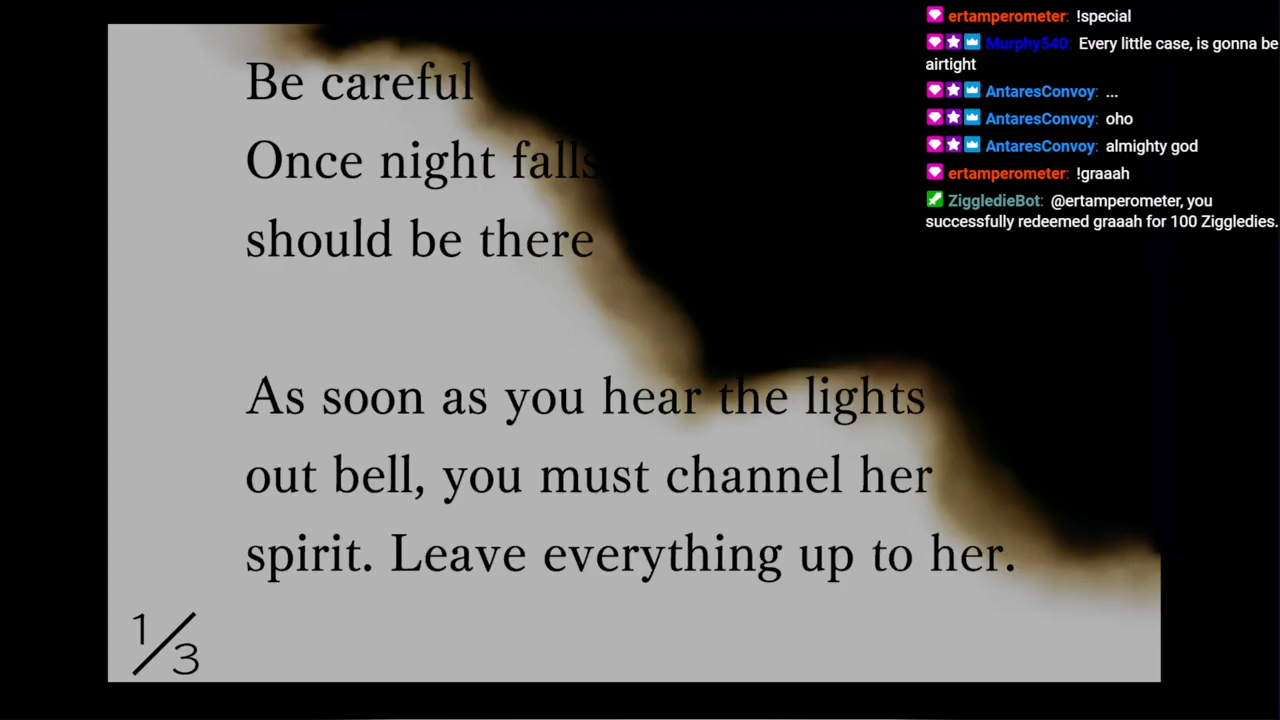 Be careful
Once night falls
should be there
As soon as you hear the lights
out bell, you must channel her
spirit. Leave everything up to her.
1/3
ertamperometer: !special
Murphy540: Every little case, is gonna be
airtight
AntaresConvoy: ...
AntaresConvoy: oho
AntaresConvoy: almighty god
ertamperometer: !graaah
ZiggledieBot: @ertamperometer, you
successfully redeemed graaah for 100 Ziggledies.